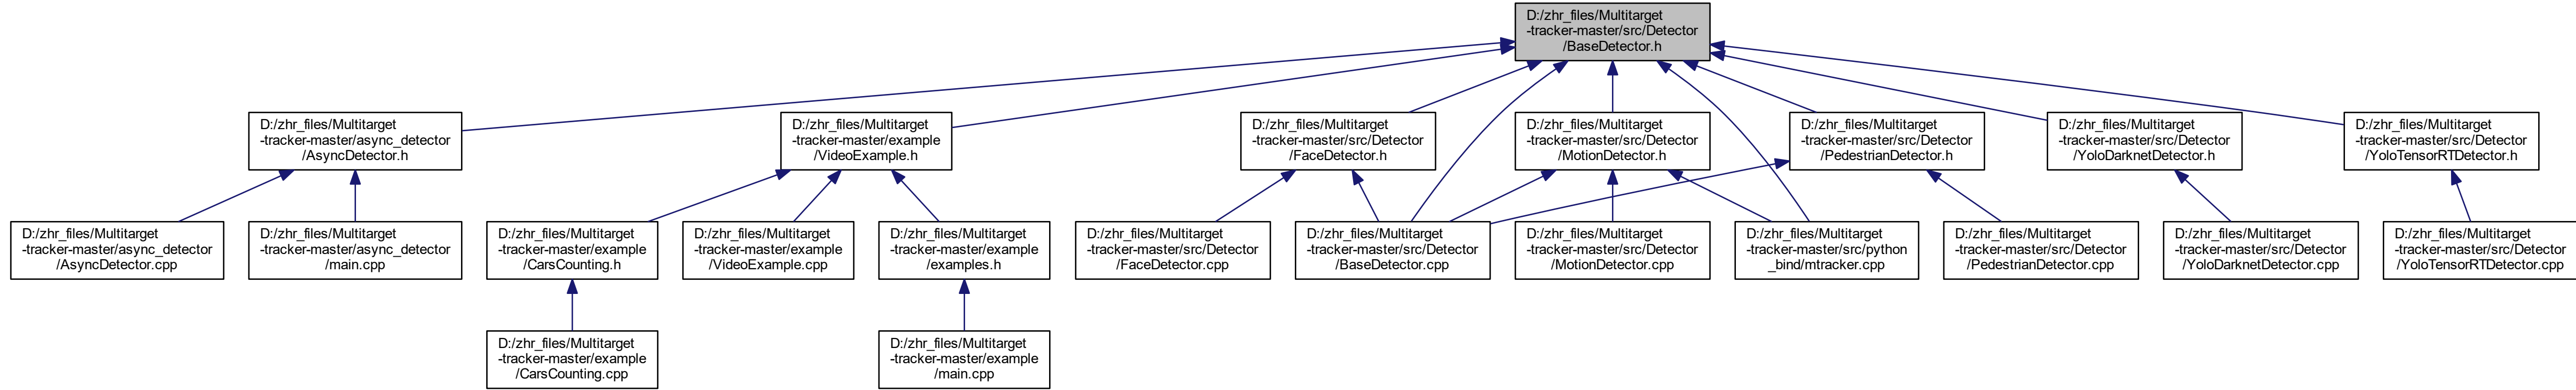 D:/zhr_files/Multitarget
-tracker-master/src/Detector
/BaseDetector.h
D:/zhr_files/Multitarget
-tracker-master/async_detector
/AsyncDetector.h
D:/zhr_files/Multitarget
-tracker-master/example
/VideoExample.h
D:/zhr_files/Multitarget
-tracker-master/src/Detector
/FaceDetector.h
D:/zhr_files/Multitarget
-tracker-master/src/Detector
/MotionDetector.h
D:/zhr_files/Multitarget
-tracker-master/src/Detector
/PedestrianDetector.h
D:/zhr_files/Multitarget
-tracker-master/src/Detector
/YoloDarknetDetector.h
D:/zhr_files/Multitarget
-tracker-master/src/Detector
/YoloTensorRTDetector.h
D:/zhr_files/Multitarget
-tracker-master/async_detector
/AsyncDetector.cpp
D:/zhr_files/Multitarget
-tracker-master/async_detector
/main.cpp
D:/zhr_files/Multitarget
-tracker-master/example
/CarsCounting.h
D:/zhr_files/Multitarget
-tracker-master/example
/VideoExample.cpp
D:/zhr_files/Multitarget
-tracker-master/example
/examples.h
D:/zhr_files/Multitarget
-tracker-master/src/Detector
/FaceDetector.cpp
D:/zhr_files/Multitarget
-tracker-master/src/Detector
/BaseDetector.cpp
D:/zhr_files/Multitarget
-tracker-master/src/Detector
/MotionDetector.cpp
D:/zhr_files/Multitarget
-tracker-master/src/python
_bind/mtracker.cpp
D:/zhr_files/Multitarget
-tracker-master/src/Detector
/PedestrianDetector.cpp
D:/zhr_files/Multitarget
-tracker-master/src/Detector
/YoloDarknetDetector.cpp
D:/zhr_files/Multitarget
-tracker-master/src/Detector
/YoloTensorRTDetector.cpp
D:/zhr_files/Multitarget
-tracker-master/example
/CarsCounting.cpp
D:/zhr_files/Multitarget
-tracker-master/example
/main.cpp